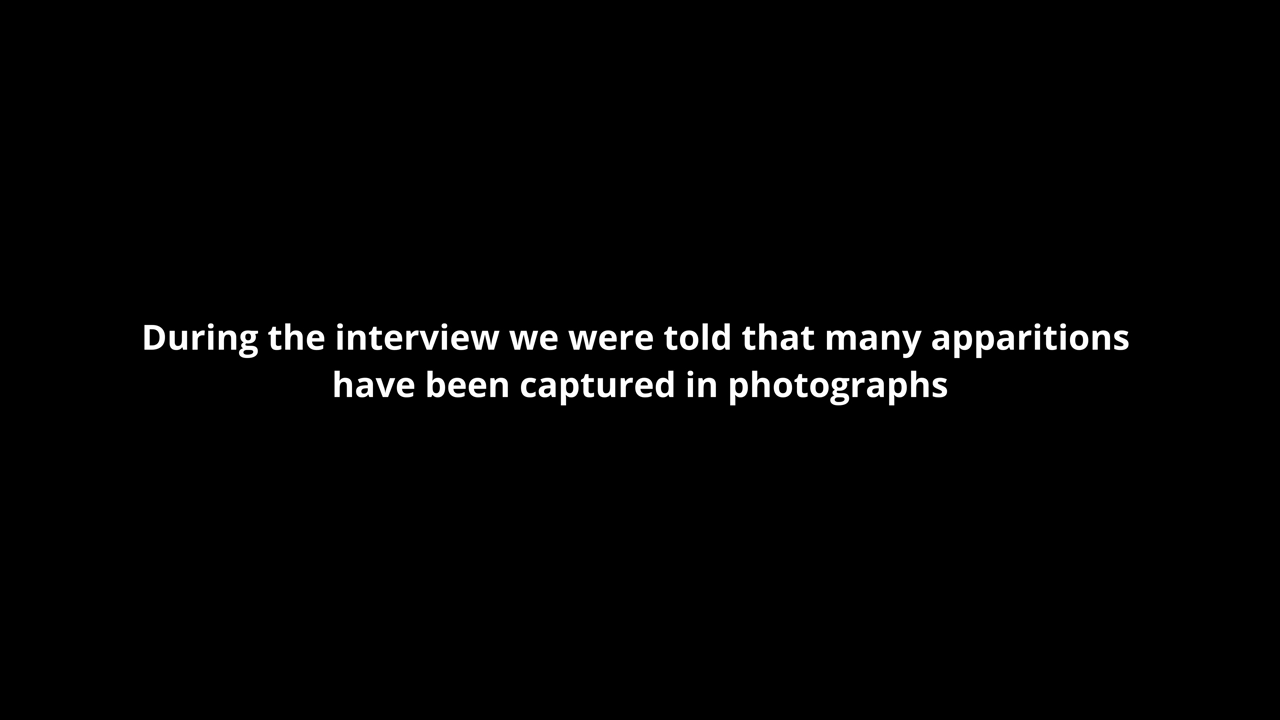 During the interview we were told that many apparitions
have been captured in photographs